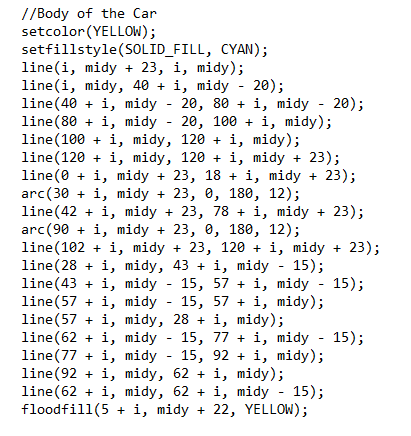 //Body of the Car
setcolor(YELLOW);
setfillstyle(SOLID_FILL, CYAN);
line(i, midy + 23, i, midy);
line(i, midy, 40 + i, midy - 20);
line(40 + i, midy - 20, 80 + i, midy - 20);
line(80 + i, midy - 20, 100 + i, midy);
line(100 + i, midy, 120 + i, midy);
line(120 + i, midy, 120 + i, midy + 23);
line(0 + i, midy + 23, 18 + i, midy + 23);
arc(30 + i, midy + 23, 0, 180, 12);
line(42 + i, midy + 23, 78 + i, midy + 23);
arc(90 + i, midy + 23, 0, 180, 12);
line(102 + i, midy + 23, 120 + i, midy + 23);
line(28 + i, midy, 43 + i, midy - 15);
line(43 + i, midy - 15, 57 + i, midy - 15);
line(57 + i, midy - 15, 57 + i, midy);
line(57 + i, midy, 28 + i, midy);
line(62 + i, midy - 15, 77 + i, midy - 15);
line(77 + i, midy - 15, 92 + i, midy);
line(92 + i, midy, 62 + i, midy);
line(62 + i, midy, 62 + i, midy - 15);
floodfill(5 + i, midy + 22, YELLOW);